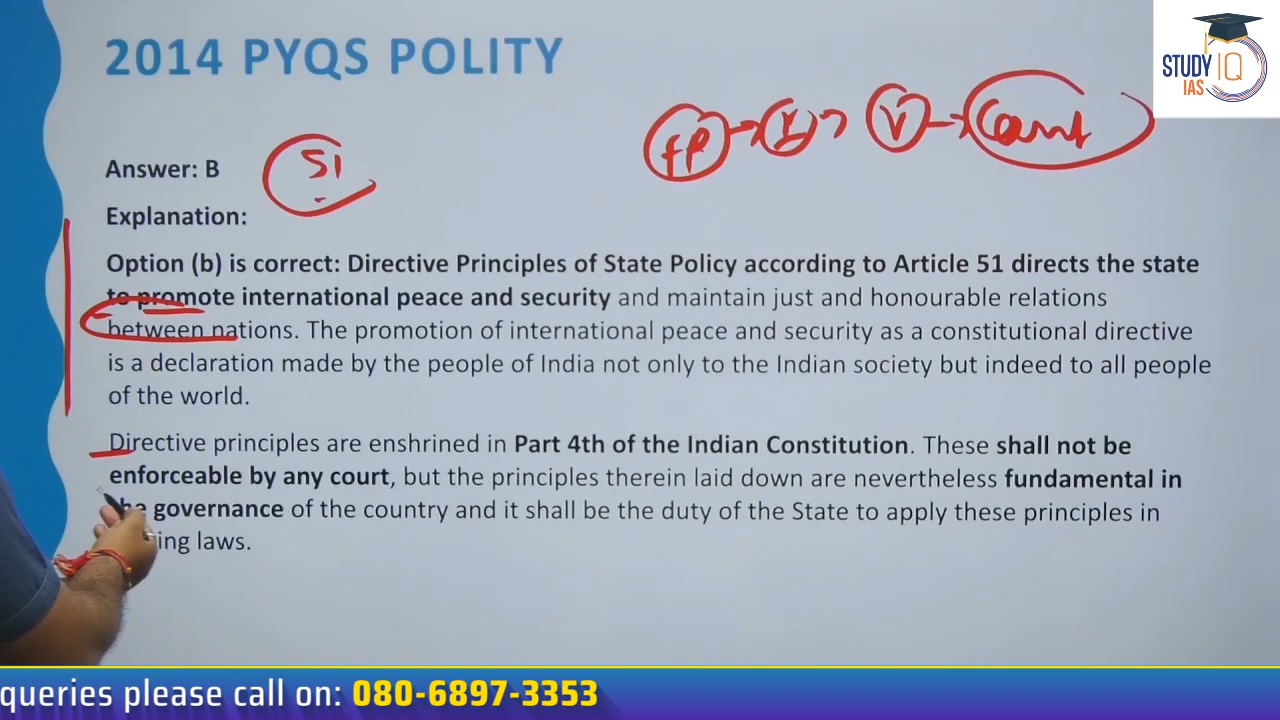 2014 PYQS POLITY
STUDY IQ
IAS
Answer: B
51
FR
V
Explanation:
Option (b) is correct: Directive Principles of State Policy according to Article 51 directs the state
to promote international peace and security and maintain just and honourable relations
between nations. The promotion of international peace and security as a constitutional directive
is a declaration made by the people of India not only to the Indian society but indeed to all people
of the world.
Directive principles are enshrined in Part 4th of the Indian Constitution. These shall not be
enforceable by any court, but the principles therein laid down are nevertheless fundamental in
governance of the country and it shall be the duty of the State to apply these principles in
laws.
queries please call on: 080-6897-3353